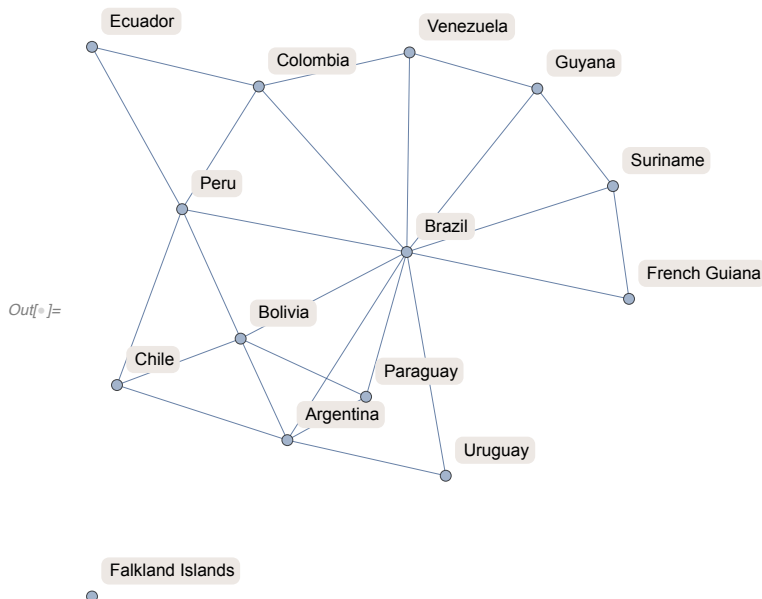 Ecuador
Venezuela
Colombia
Guyana
Suriname
Peru
Brazil
French Guiana
Out[]=
Bolivia
Chile
Paraguay
Argentina
Uruguay
Falkland Islands